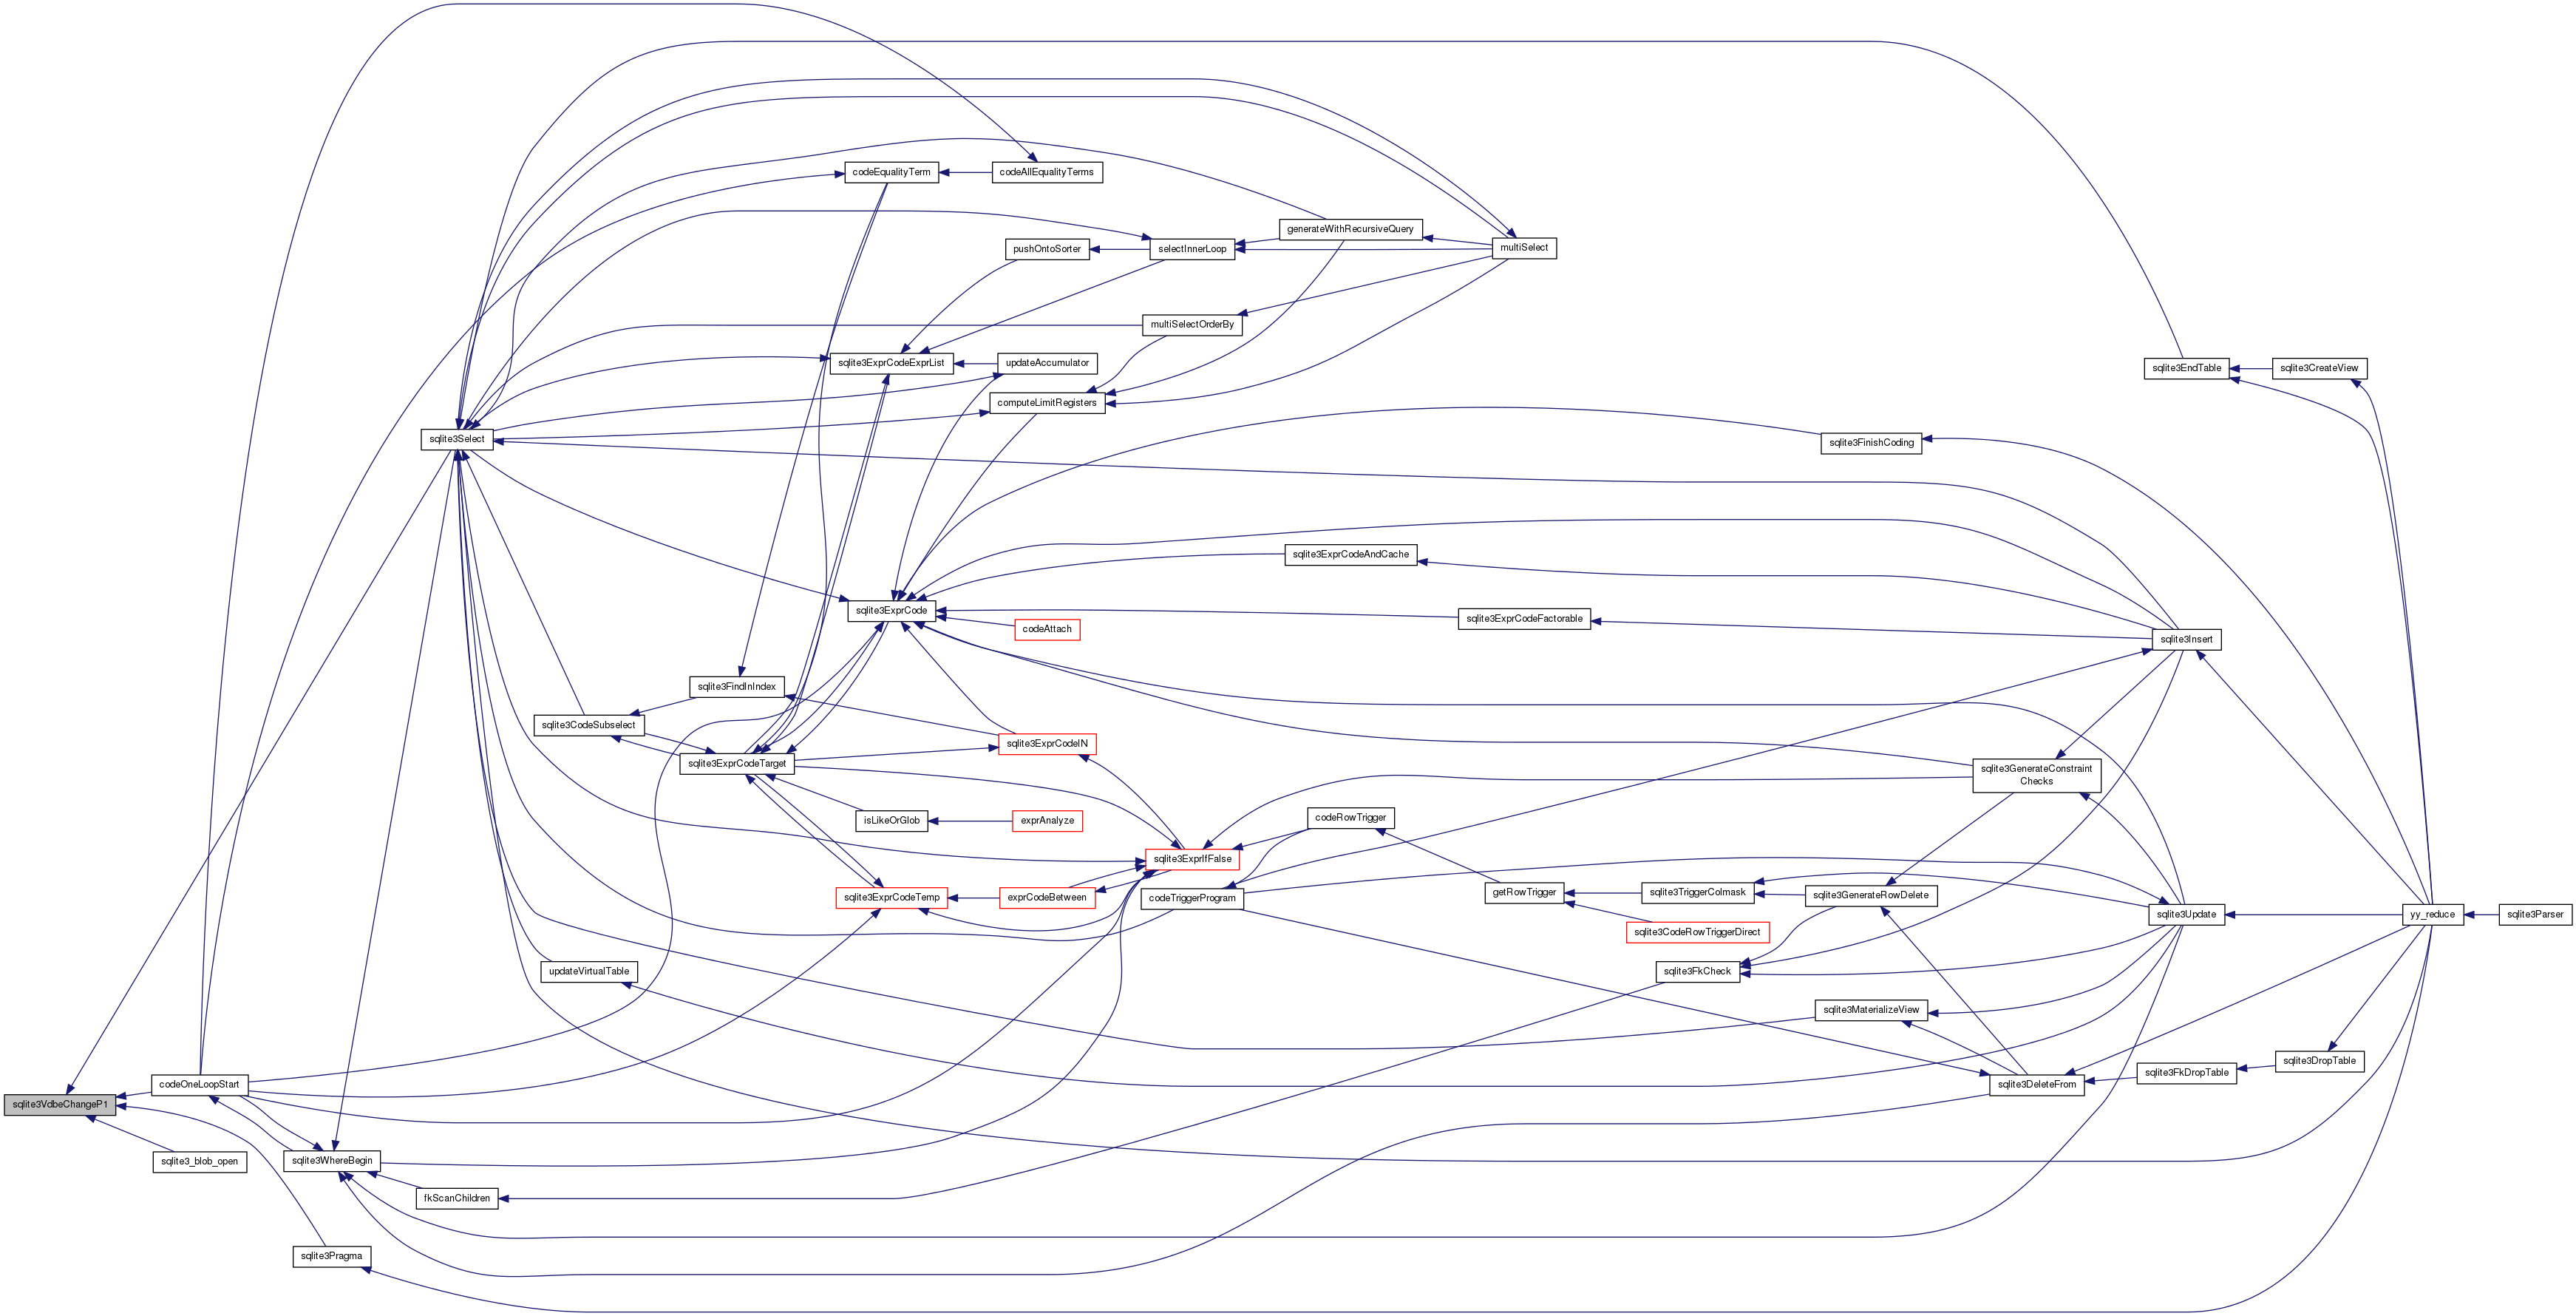 codeEqualityTerm
codeAllEqualityTerms
generateWithRecursiveQuery
pushOntoSorter
selectInnerLoop
multiSelect
multiSelectOrderBy
sqlite3ExprCodeExprList
updateAccumulator
sqlite3EndTable
sqlite3CreateView
computeLimitRegisters
sqlite3Select
sqlite3FinishCoding
sqlite3ExprCodeAndCache
sqlite3ExprCode
sqlite3ExprCodeFactorable
codeAttach
sqlite3Insert
sqlite3FindInIndex
sqlite3CodeSubselect
sqlite3ExprCodeIN
sqlite3ExprCodeTarget
sqlite3GenerateConstraint
Checks
isLikeOrGlob
exprAnalyze
codeRowTrigger
sqlite3ExprIfFalse
sqlite3ExprCodeTemp
exprCodeBetween
codeTriggerProgram
getRowTrigger
sqlite3TriggerColmask
sqlite3GenerateRowDelete
sqlite3Update
yy_reduce
sqlite3Parser
sqlite3CodeRowTriggerDirect
updateVirtualTable
sqlite3FkCheck
sqlite3MaterializeView
sqlite3DropTable
sqlite3FkDropTable
codeOneLoopStart
sqlite3DeleteFrom
sqlite3VdbeChangeP1
sqlite3_blob_open
sqlite3WhereBegin
fkScanChildren
sqlite3Pragma